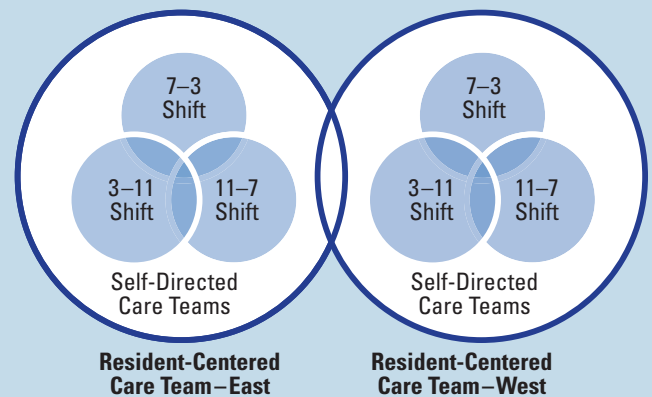 7–3
Shift
3–11
Shift
11–7
Shift
Self-Directed
Care Teams
Resident-Centered
Care Team–East
7–3
Shift
3–11
Shift
11–7
Shift
Self-Directed
Care Teams
Resident-Centered
Care Team–West